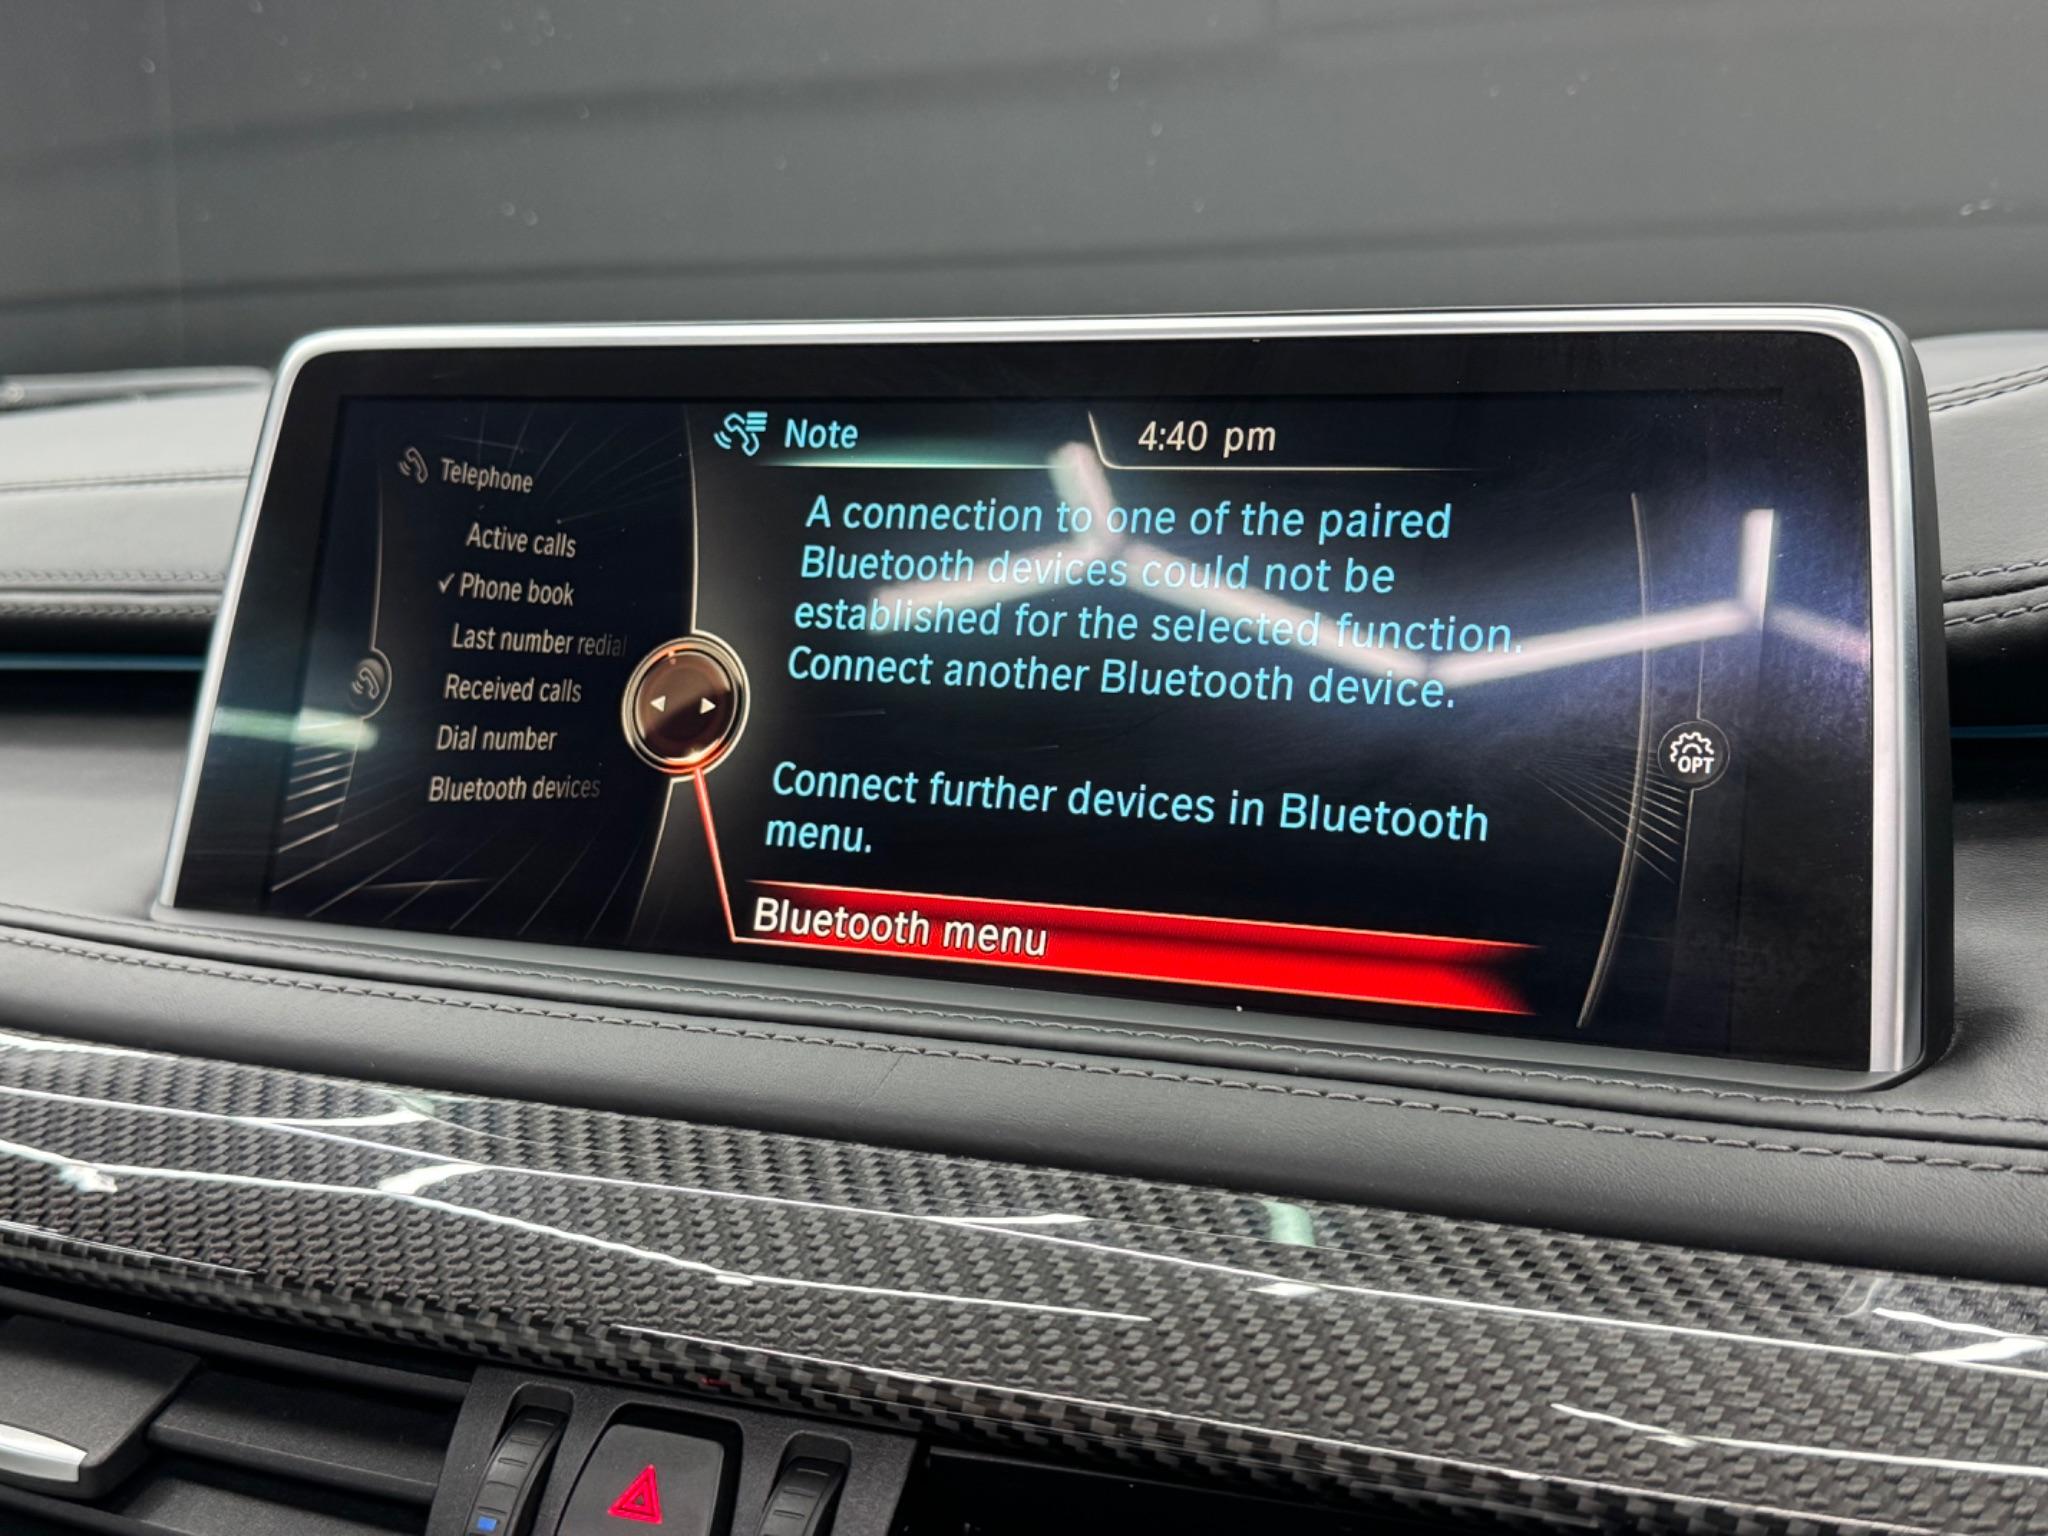 Telephone
Active calls
✓ Phone book
Last number redial
Received calls
Dial number
Bluetooth devices
Note
4:40 pm
A connection to one of the paired
Bluetooth devices could not be
established for the selected function.
Connect another Bluetooth device.
Connect further devices in Bluetooth
menu.
Bluetooth menu
OPT